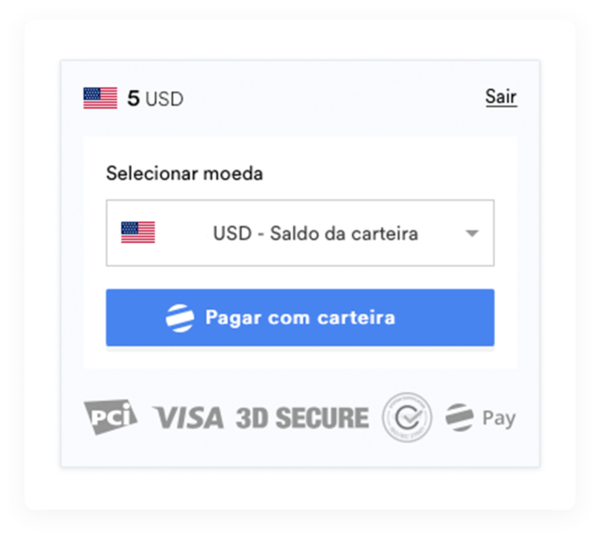 5 USD
Sair
Selecionar moeda
USD - Saldo da carteira
Pagar com carteira
PCi VISA 3D SECURE Pay